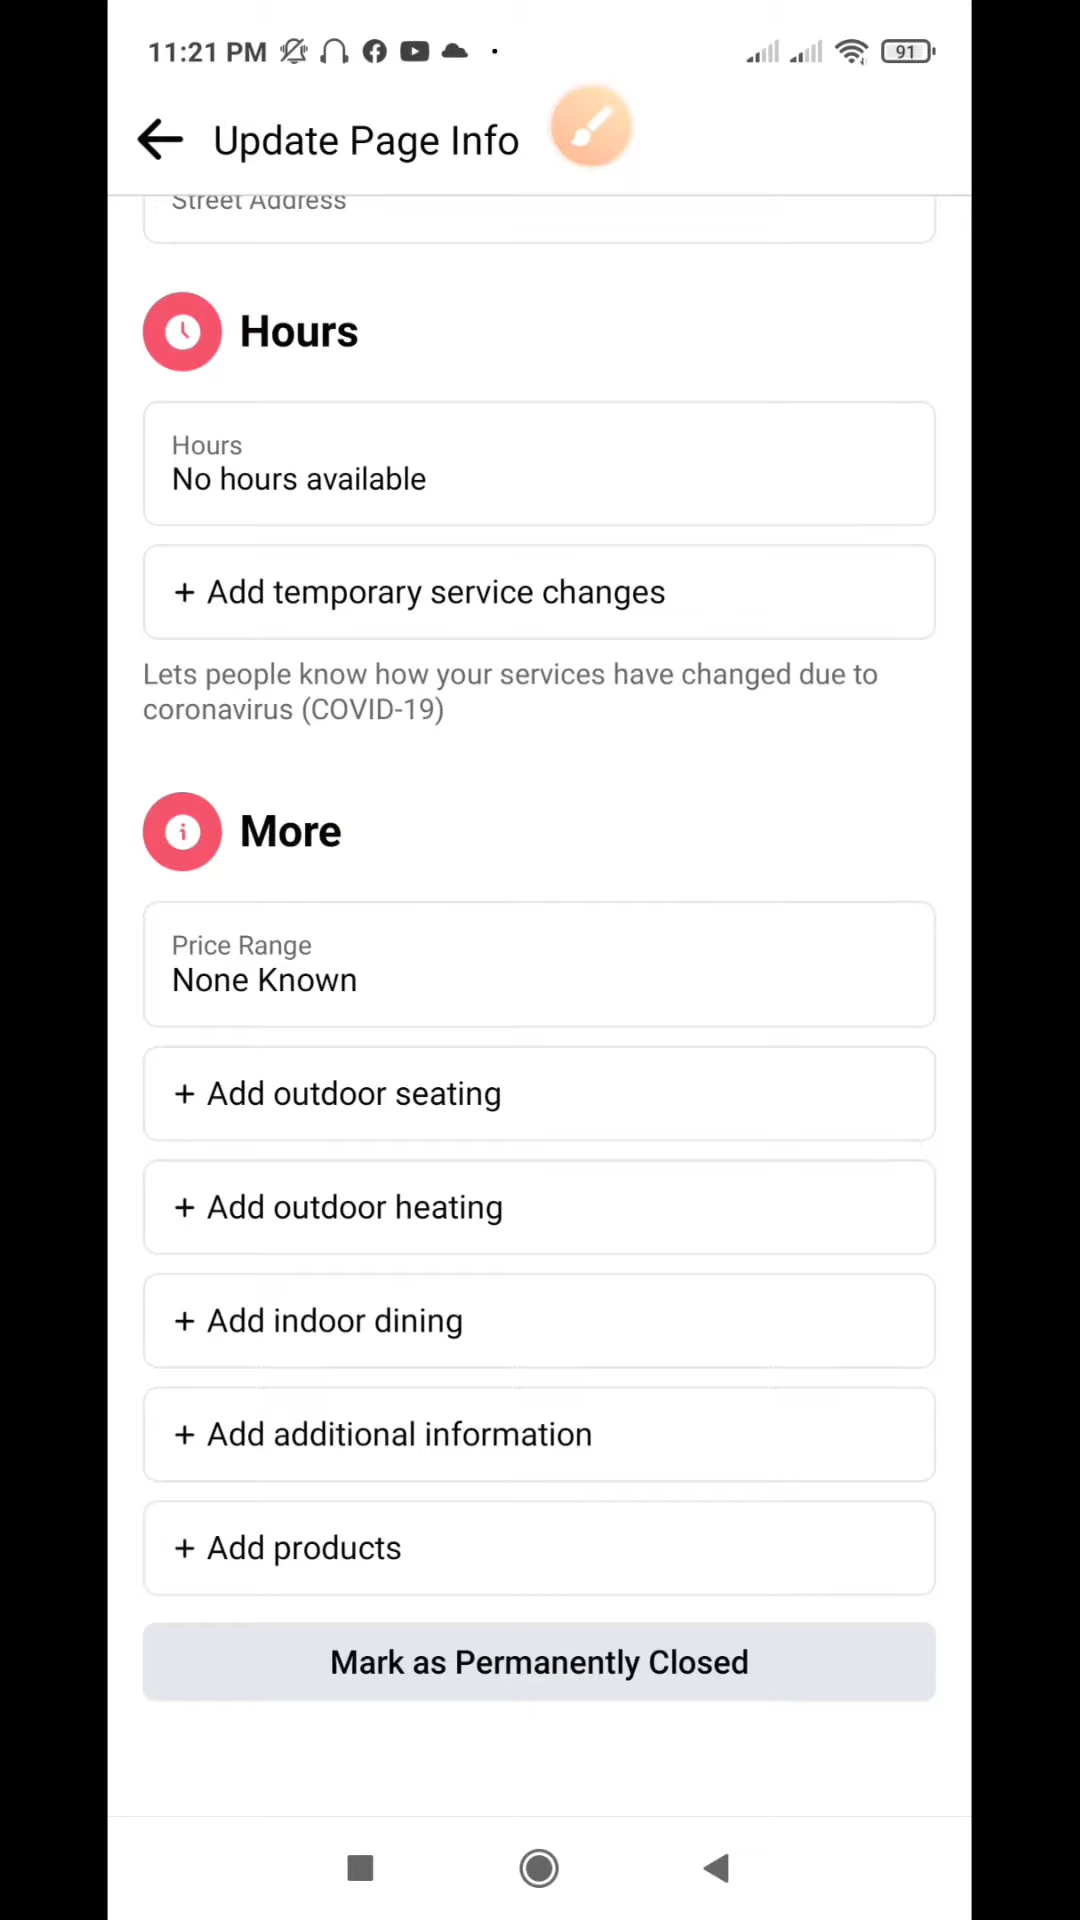 11:21 PM
91
Update Page Info
Street Address
Hours
Hours
No hours available
+ Add temporary service changes
Lets people know how your services have changed due to
coronavirus (COVID-19)
More
Price Range
None Known
+ Add outdoor seating
+ Add outdoor heating
+ Add indoor dining
+ Add additional information
+ Add products
Mark as Permanently Closed